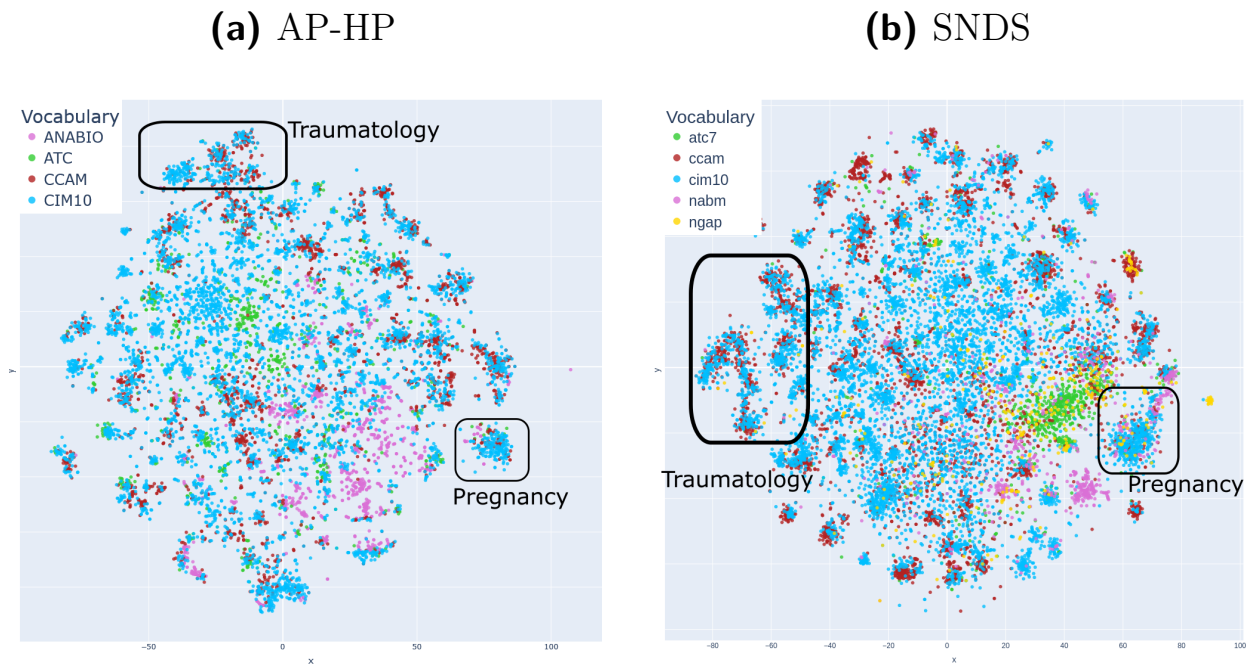 (a) AP-HP
Vocabulary
ANABIO
ATC
CCAM
CIM10
Traumatology
Pregnancy
y
−50
0
50
100
x
(b) SNDS
Vocabulary
atc7
ccam
cim10
nabm
ngap
Traumatology
Pregnancy
y
−80
−60
−40
−20
0
20
40
60
80
100
x